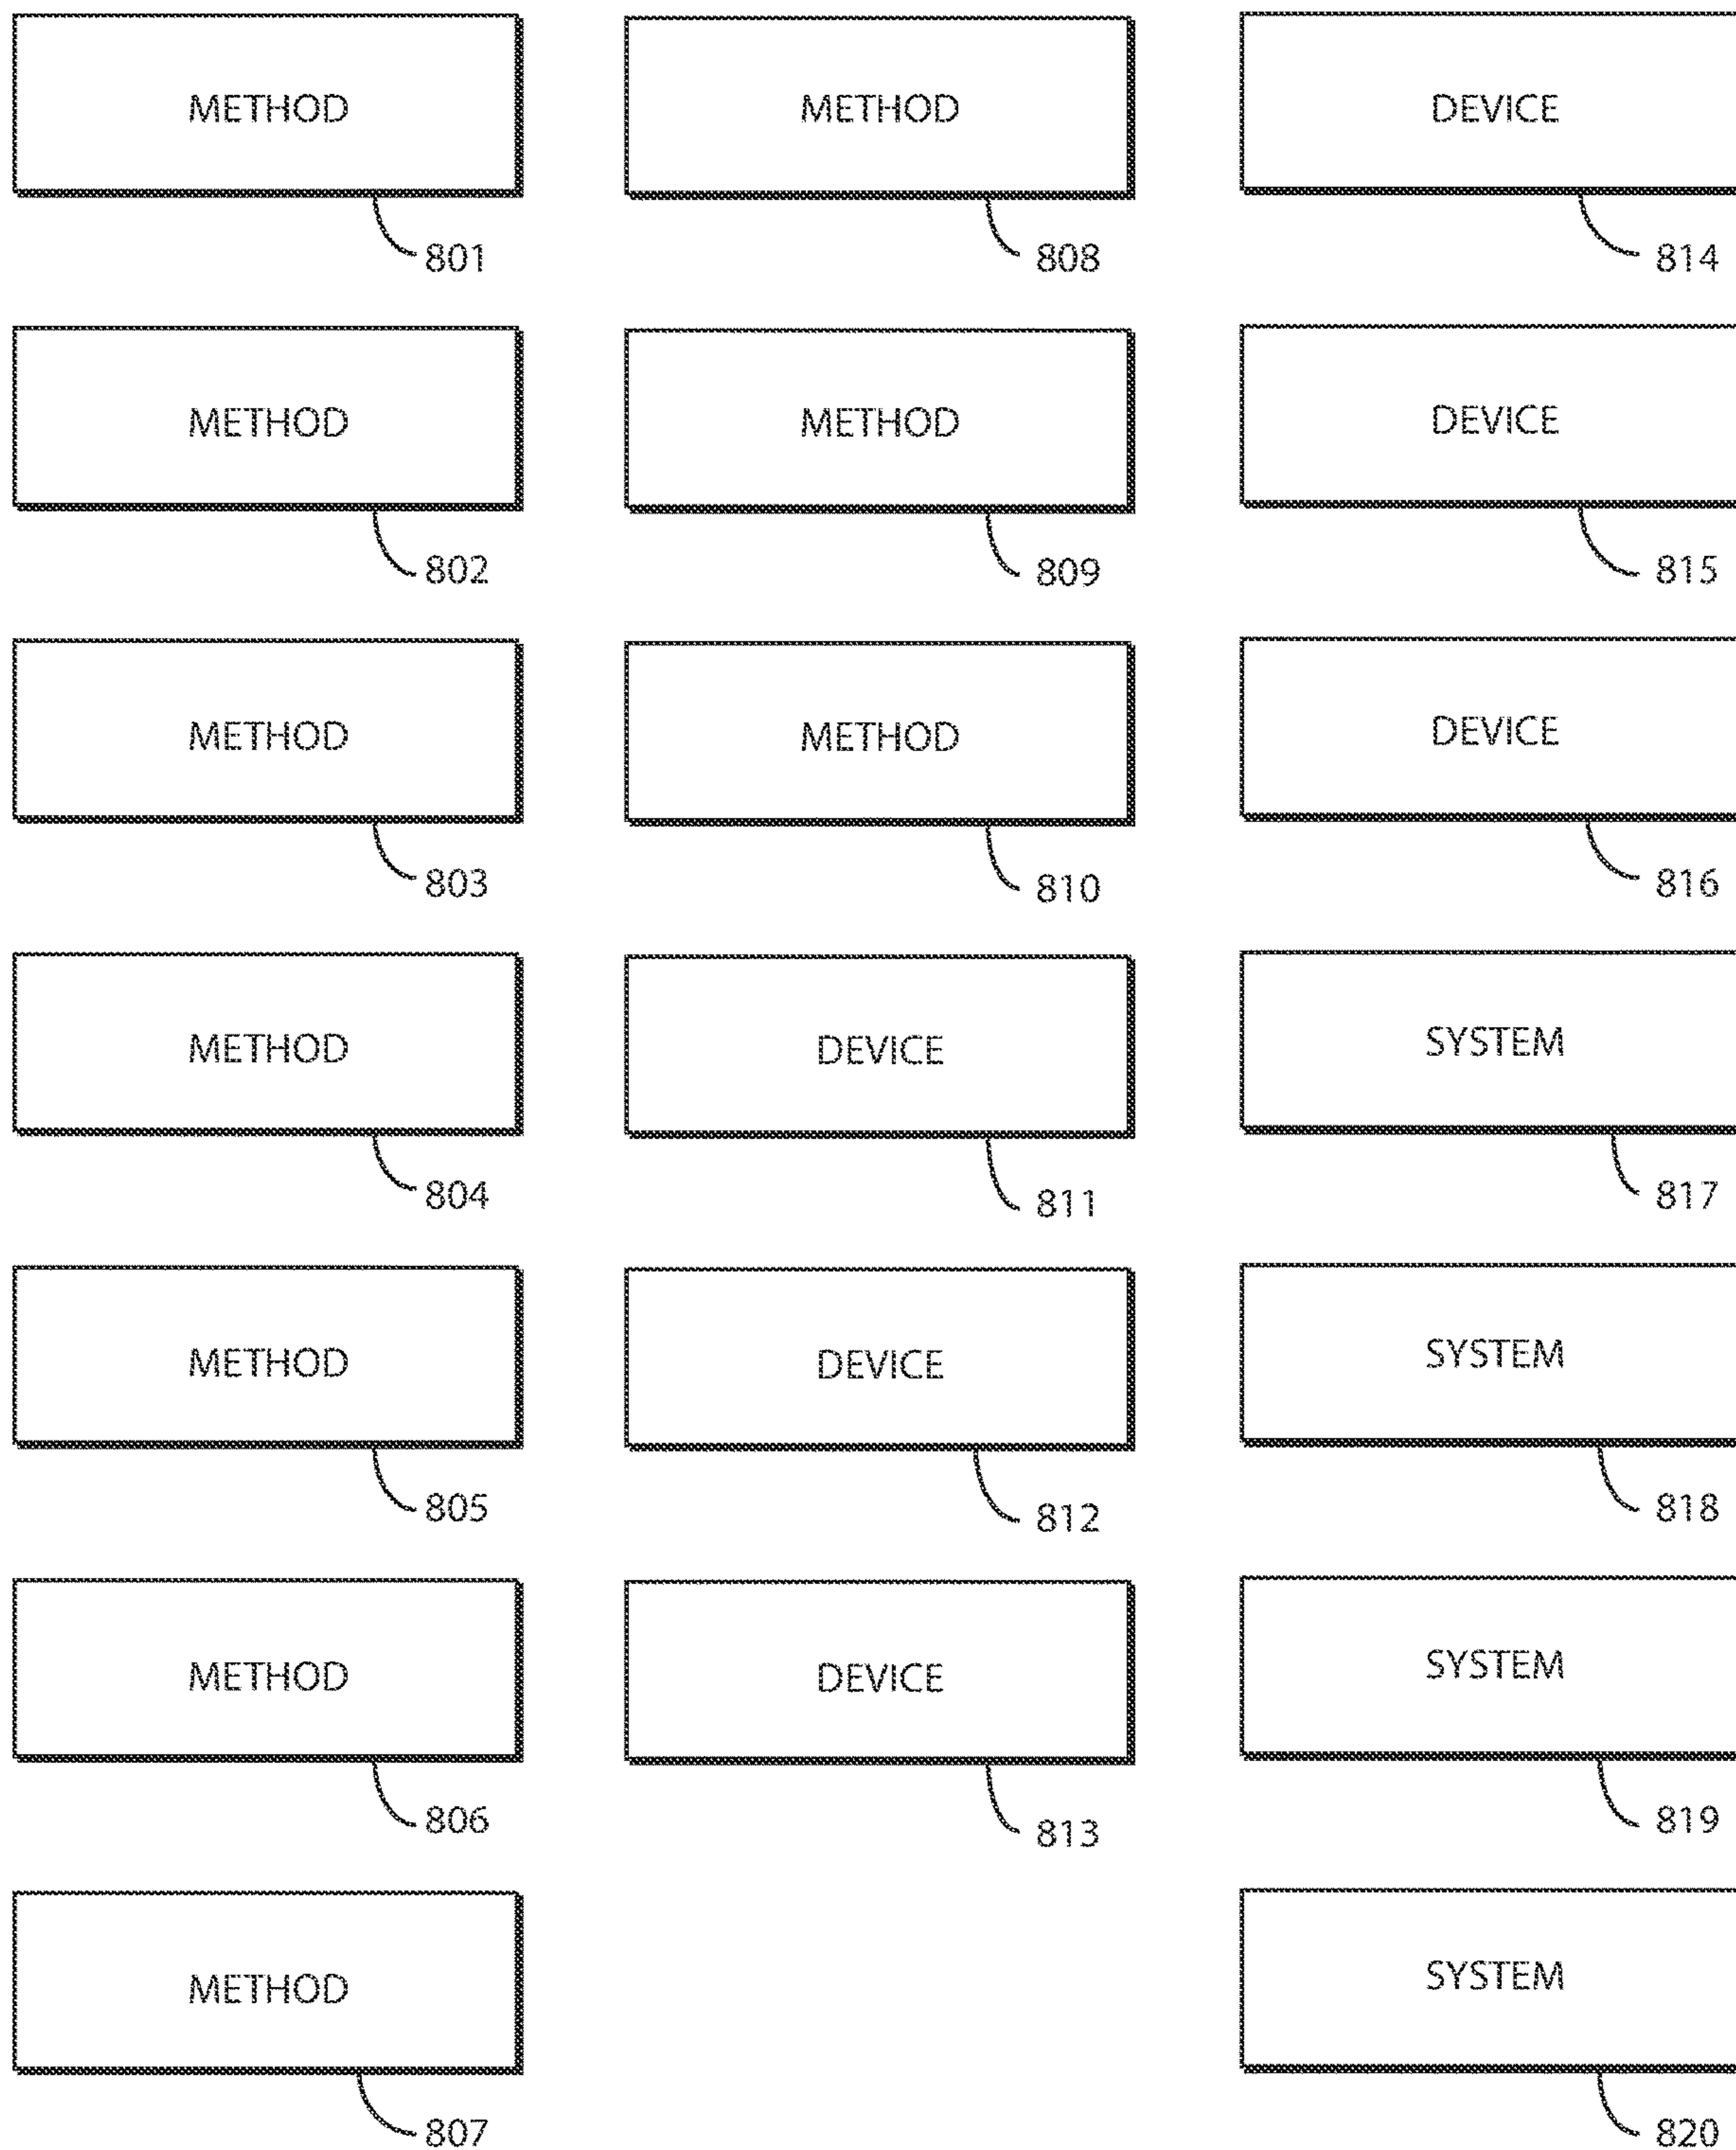 METHOD
801
METHOD
802
METHOD
803
METHOD
804
METHOD
805
METHOD
806
METHOD
807
METHOD
808
METHOD
809
METHOD
810
DEVICE
811
DEVICE
812
DEVICE
813
DEVICE
814
DEVICE
815
DEVICE
816
SYSTEM
817
SYSTEM
818
SYSTEM
819
SYSTEM
820